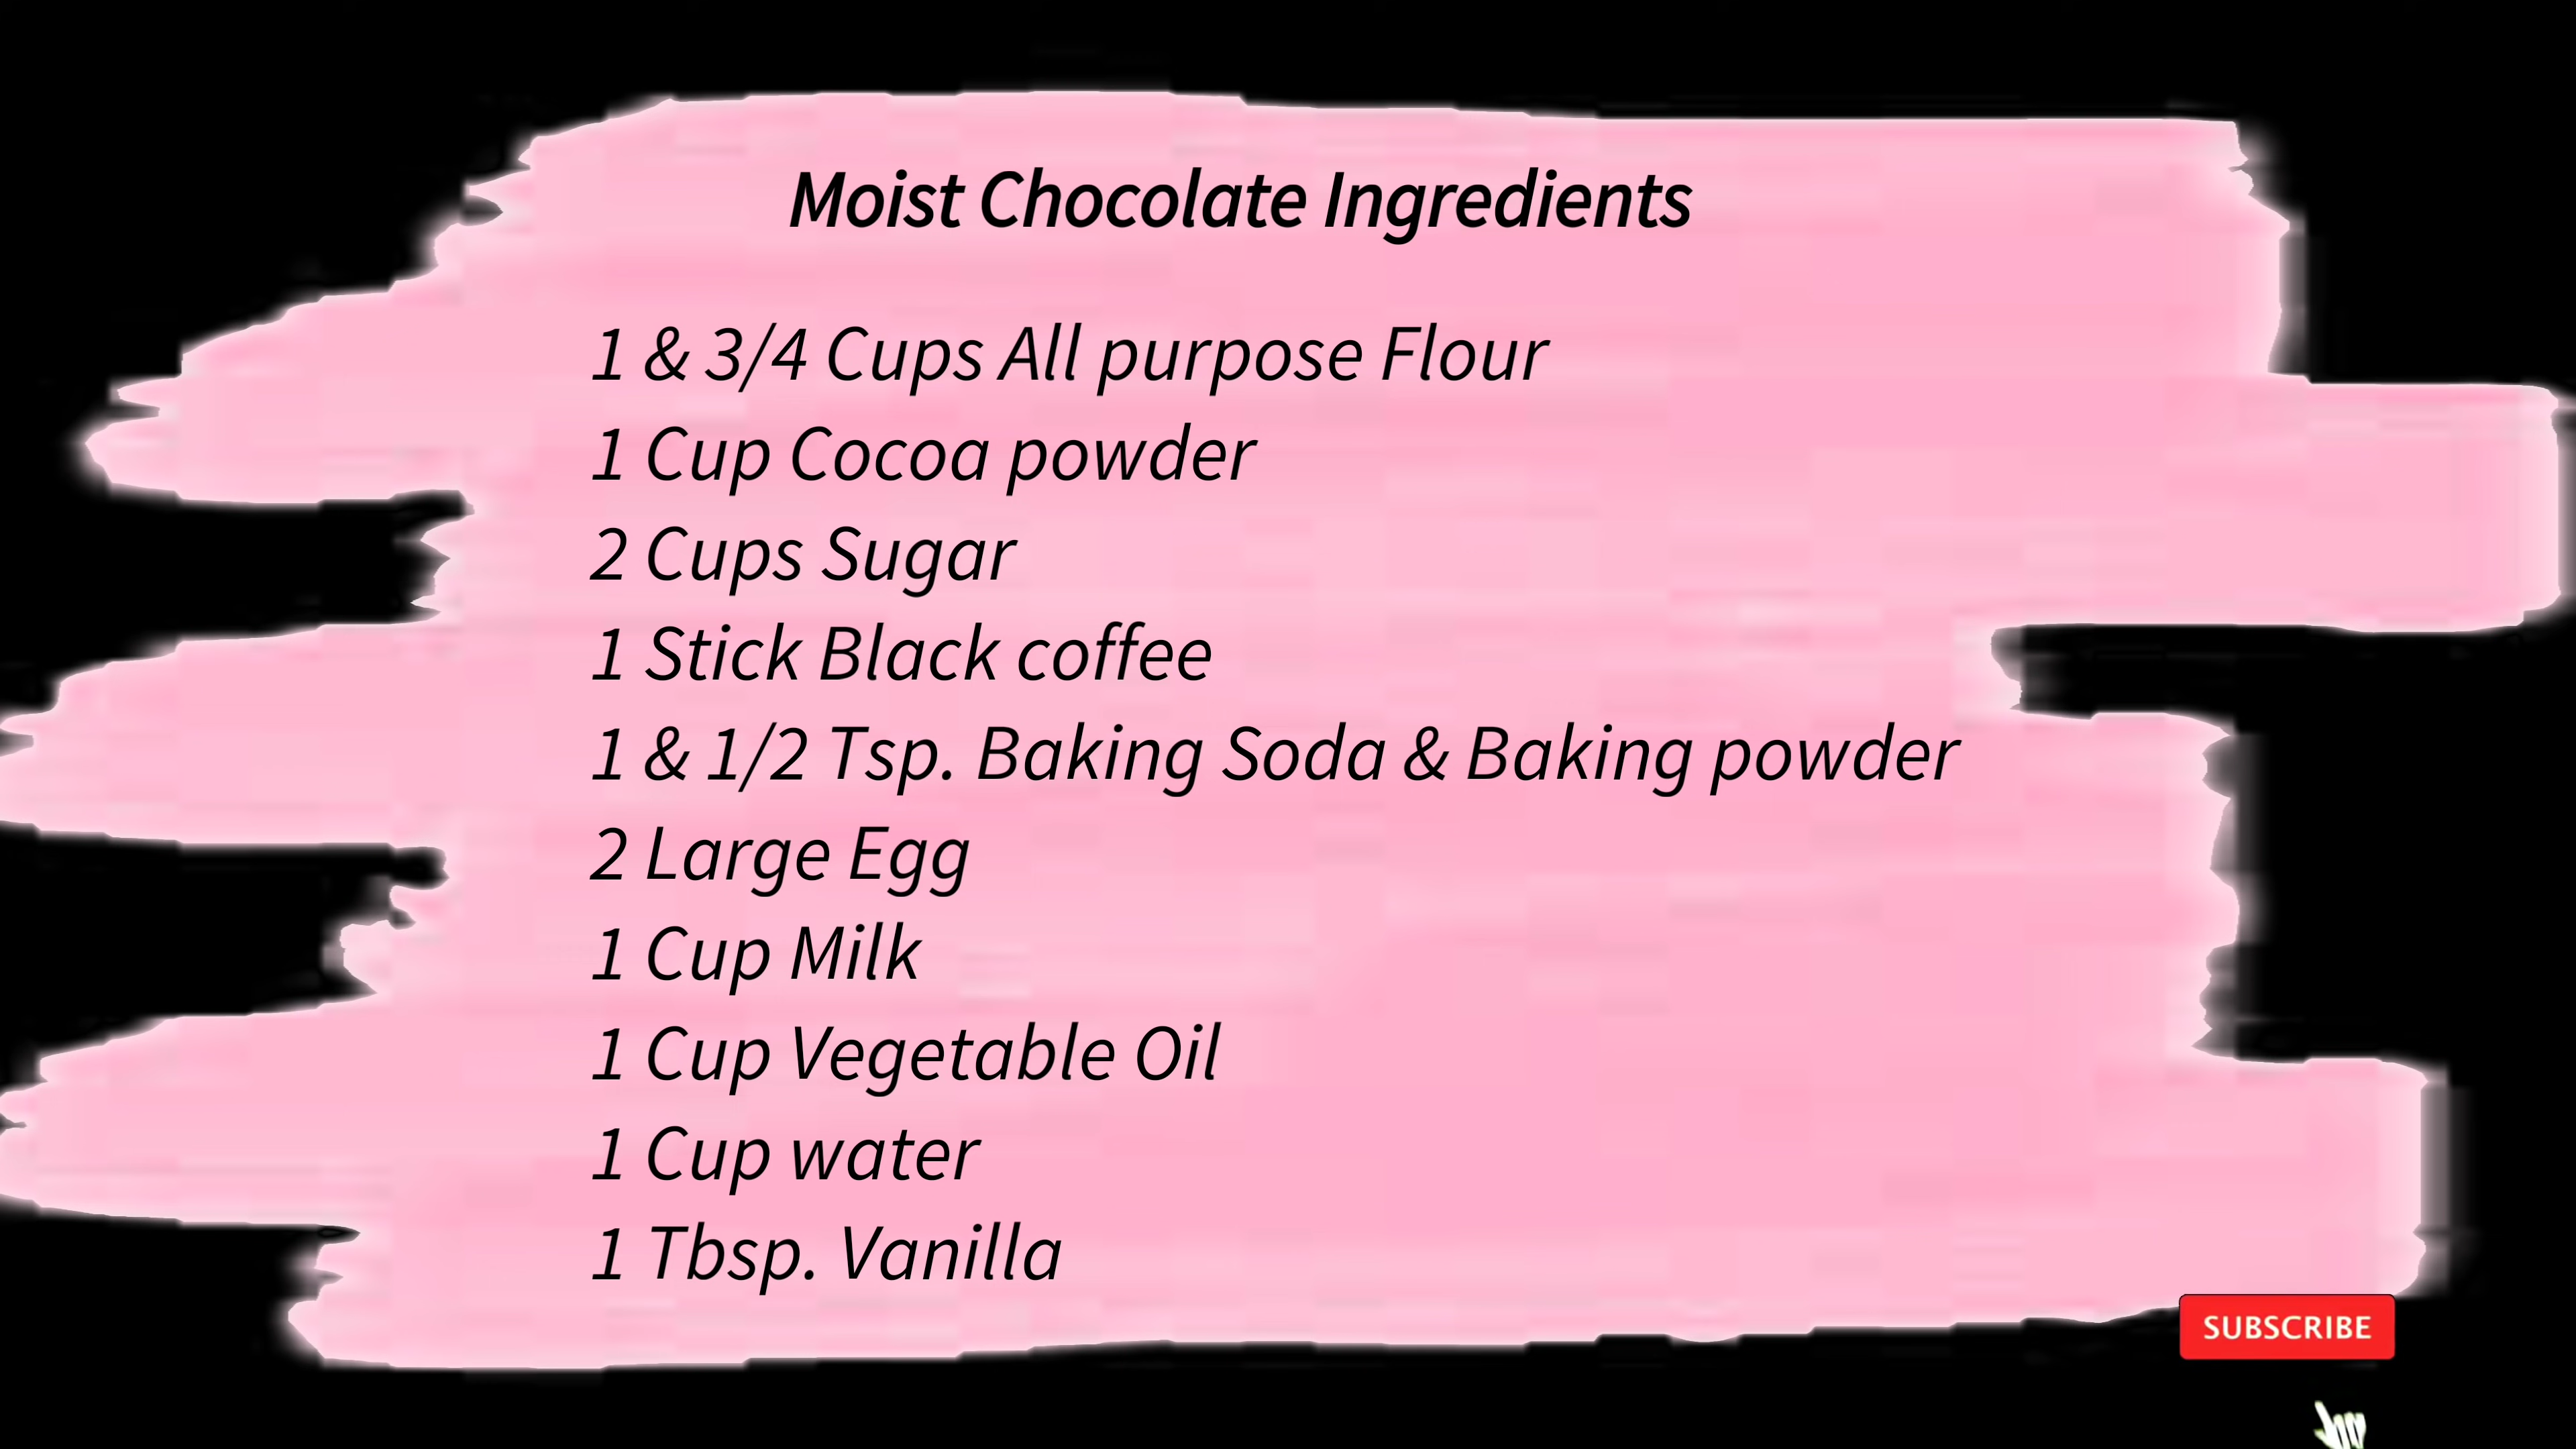 Moist Chocolate Ingredients
1 & 3/4 Cups All purpose Flour
1 Cup Cocoa powder
2 Cups Sugar
1 Stick Black coffee
1 & 1/2 Tsp. Baking Soda & Baking powder
2 Large Egg
1 Cup Milk
1 Cup Vegetable Oil
1 Cup water
1 Tbsp. Vanilla
SUBSCRIBE